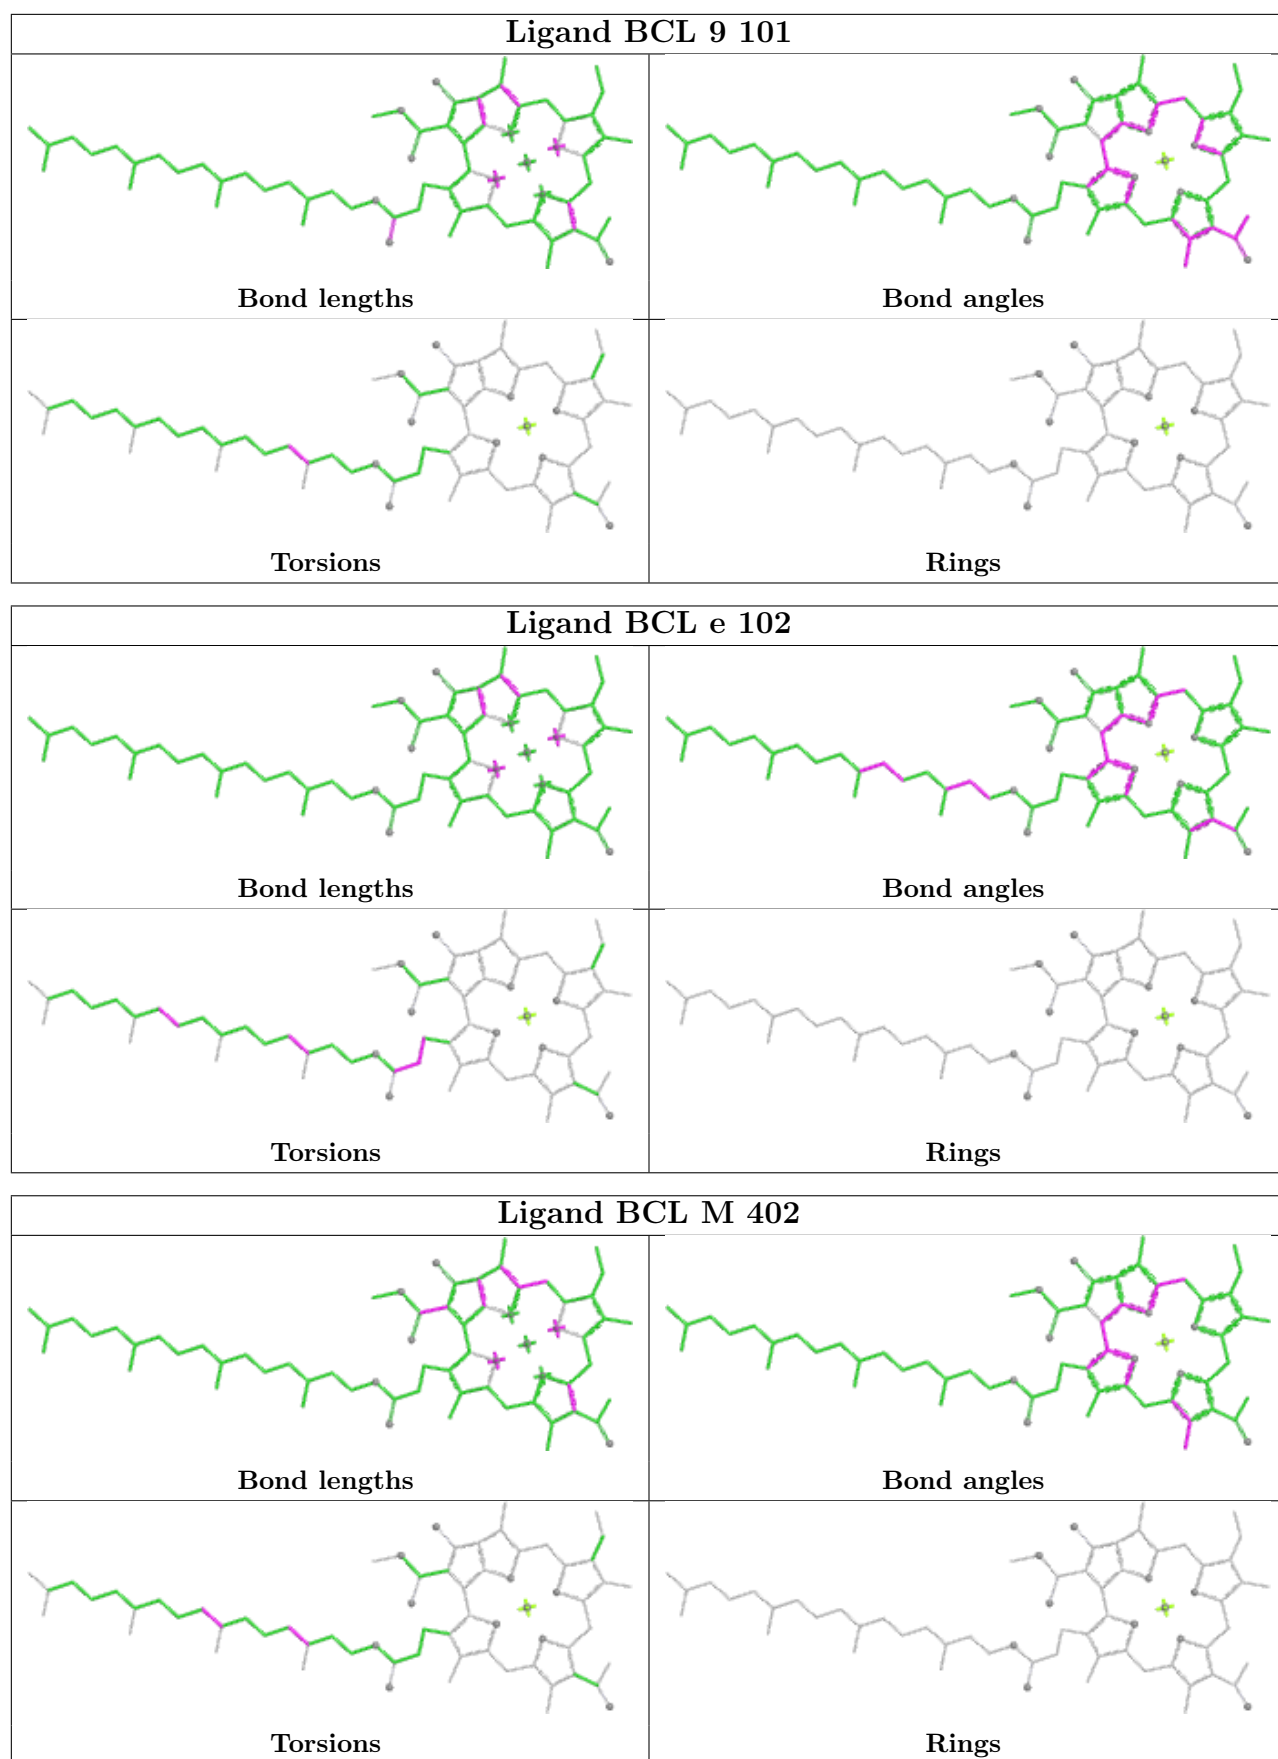 Ligand BCL 9 101
Bond lengths
Bond angles
Torsions
Rings
Ligand BCL e 102
Bond lengths
Bond angles
Torsions
Rings
Ligand BCL M 402
Bond lengths
Bond angles
Torsions
Rings